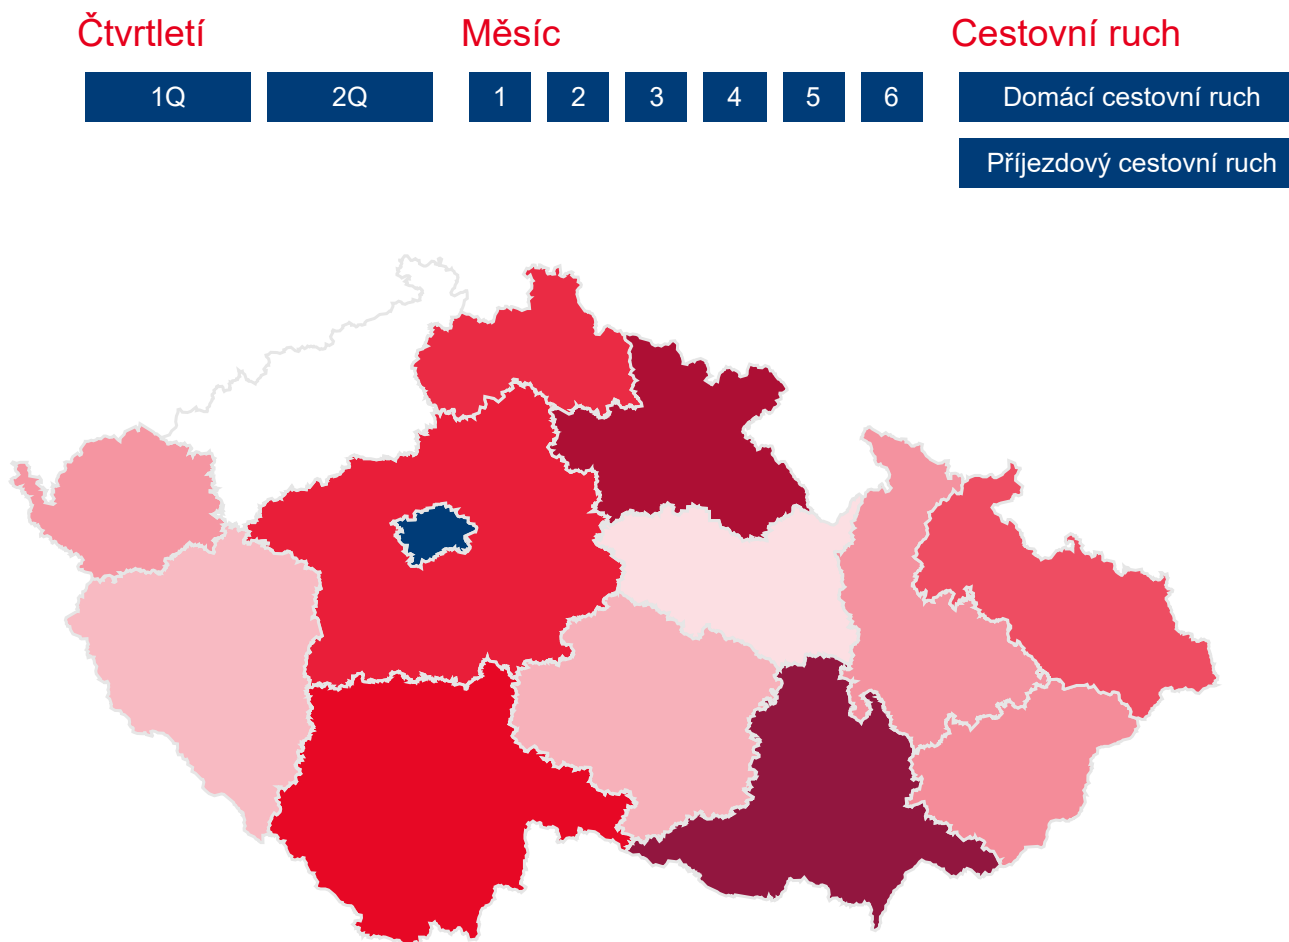 Čtvrtletí
Měsíc
Cestovní ruch
1Q 2Q
1 2 3 4 5 6
Domácí cestovní ruch
Příjezdový cestovní ruch